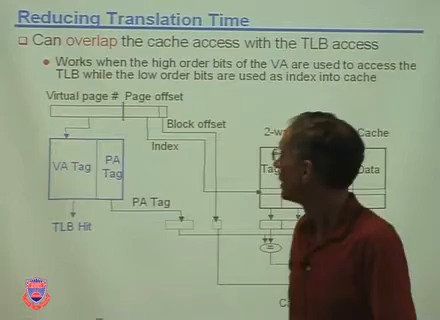 Reducing Translation Time
Can overlap the cache access with the TLB access
Works when the high order bits of the VA are used to access the
TLB while the low order bits are used as index into cache
Virtual page # Page offset
Block offset
2-w Cache
Index
VA Tag
PA Tag
Tag
Data
PA Tag
TLB Hit
=